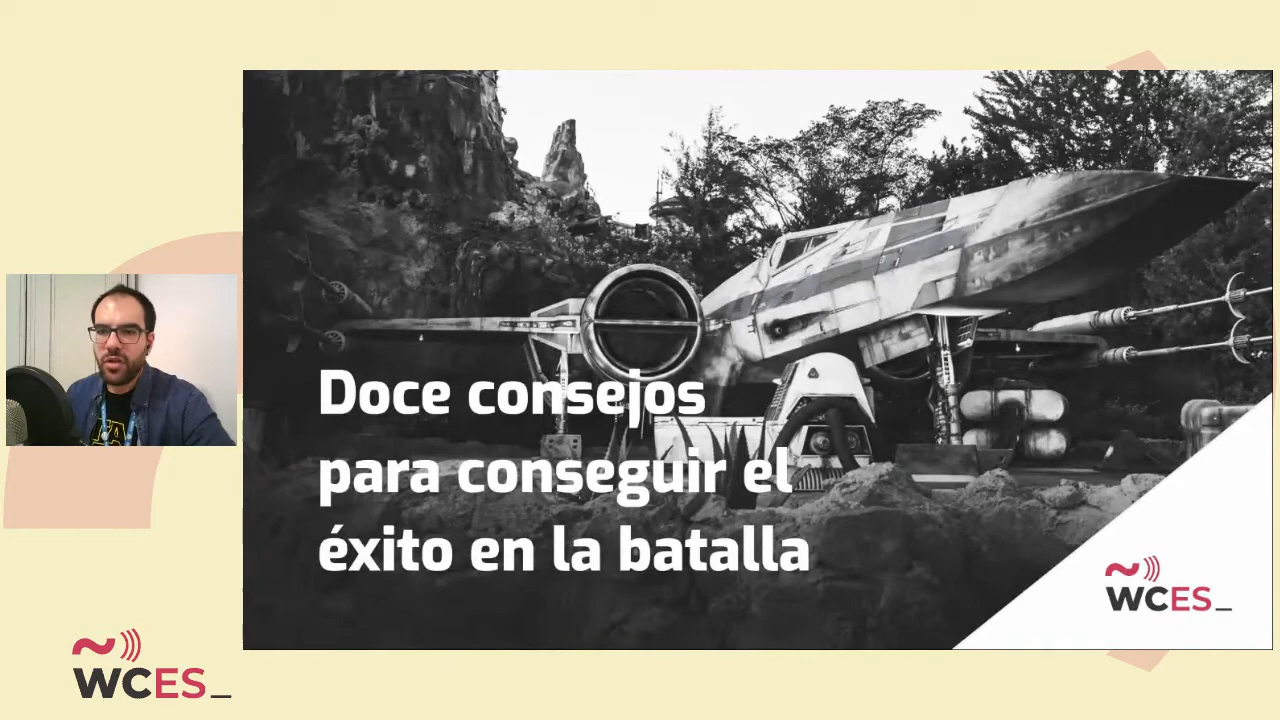 Doce consejos
para conseguir el
éxito en la batalla
WCES_
WCES_